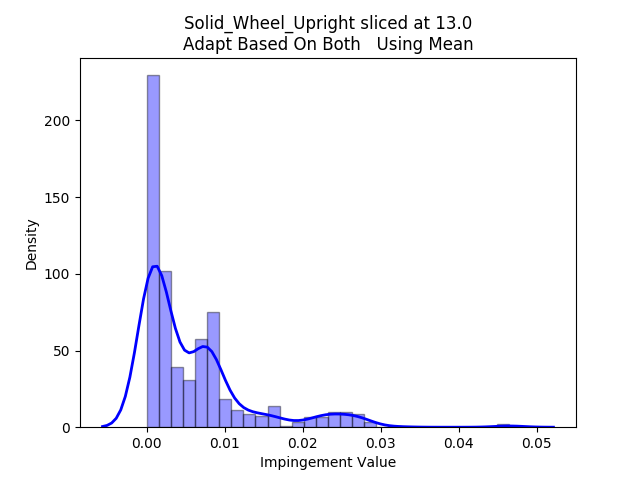 Solid_Wheel_Upright sliced at 13.0
Adapt Based On Both   Using Mean
Density
200
150
100
50
0
0.00 0.01 0.02 0.03 0.04 0.05
Impingement Value